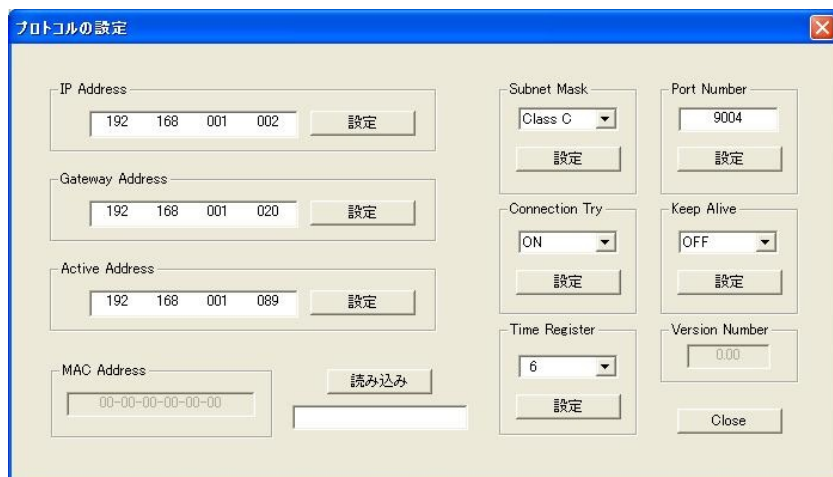 プロトコルの設定
IP Address
192 168 001 002 設定
Gateway Address
192 168 001 020 設定
Active Address
192 168 001 089 設定
MAC Address
00-00-00-00-00-00
読み込み
Subnet Mask
Class C
設定
Port Number
9004
設定
Connection Try
ON
設定
Keep Alive
OFF
設定
Time Register
6
設定
Version Number
0.00
Close